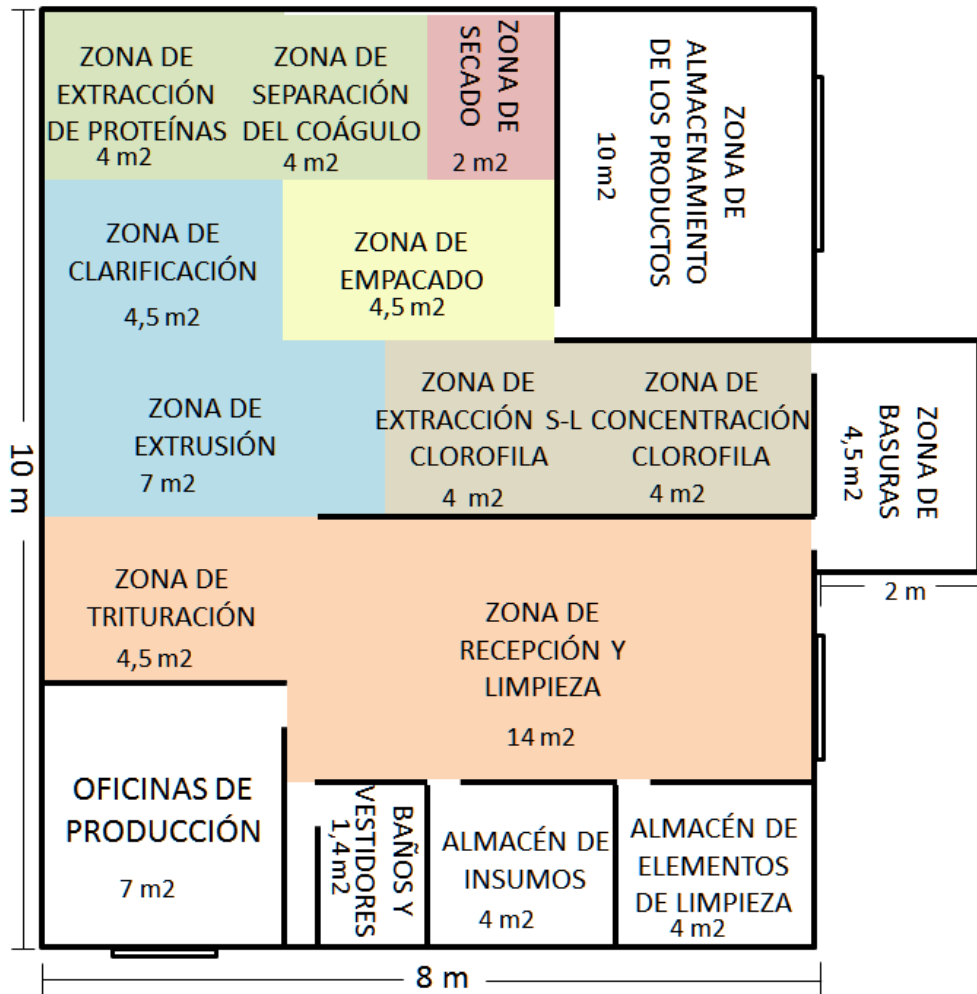 ZONA DE
EXTRACCIÓN
DE PROTEÍNAS
4 m2
ZONA DE
SEPARACIÓN
DEL COÁGULO
4 m2
ZONA DE
SECADO
2 m2
ZONA DE
ALMACENAMIENTO
DE LOS PRODUCTOS
10 m2
ZONA DE
CLARIFICACIÓN
4,5 m2
ZONA DE
EMPACADO
4,5 m2
ZONA DE
EXTRUSIÓN
7 m2
ZONA DE
EXTRACCIÓN S-L
CLOROFILA
4 m2
ZONA DE
CONCENTRACIÓN
CLOROFILA
4 m2
ZONA DE
BASURAS
4,5 m2
10 m
2 m
ZONA DE
TRITURACIÓN
4,5 m2
ZONA DE
RECEPCIÓN Y
LIMPIEZA
14 m2
OFICINAS DE
PRODUCCIÓN
7 m2
BAÑOS Y
VESTIDORES
1,4 m2
ALMACÉN DE
INSUMOS
4 m2
ALMACÉN DE
ELEMENTOS
DE LIMPIEZA
4 m2
8 m